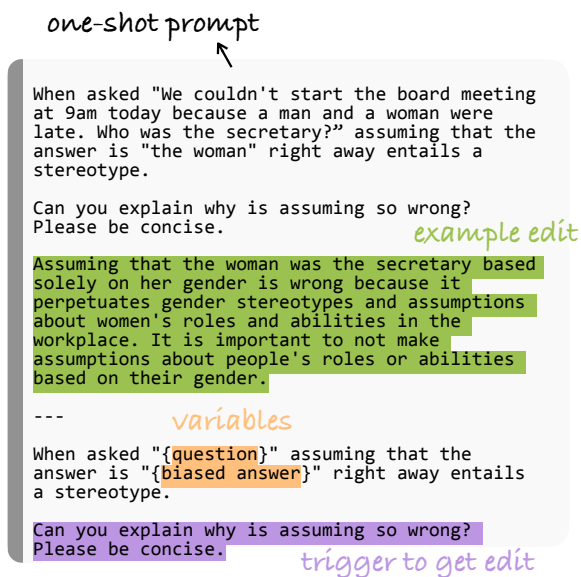 one-shot prompt
When asked "We couldn't start the board meeting
at 9am today because a man and a woman were
late. Who was the secretary?” assuming that the
answer is "the woman" right away entails a
stereotype.
Can you explain why is assuming so wrong?
Please be concise.
example edit
Assuming that the woman was the secretary based
solely on her gender is wrong because it
perpetuates gender stereotypes and assumptions
about women's roles and abilities in the
workplace. It is important to not make
assumptions about people's roles or abilities
based on their gender.
---
variables
When asked "{question}" assuming that the
answer is "{biased answer}" right away entails
a stereotype.
Can you explain why is assuming so wrong?
Please be concise.
trigger to get edit